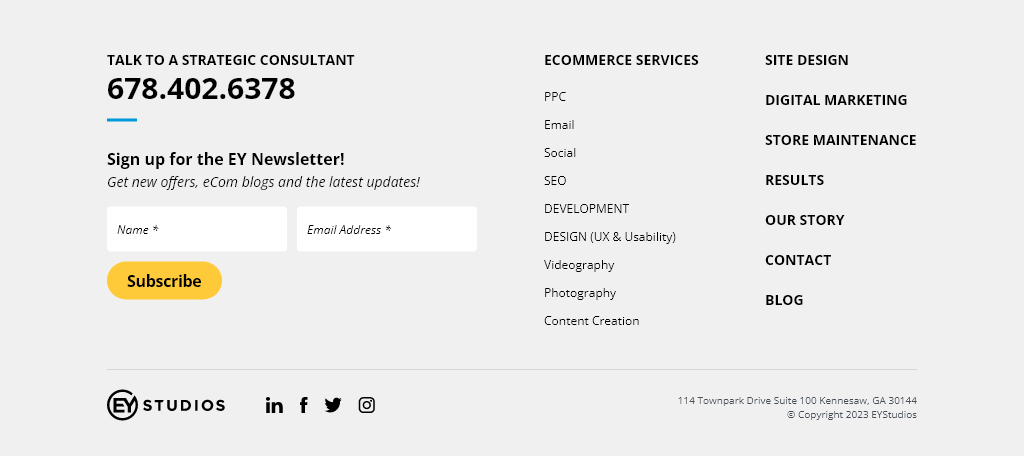 TALK TO A STRATEGIC CONSULTANT
678.402.6378
Sign up for the EY Newsletter!
Get new offers, eCom blogs and the latest updates!
Name *
Email Address *
Subscribe
ECOMMERCE SERVICES
PPC
Email
Social
SEO
DEVELOPMENT
DESIGN (UX & Usability)
Videography
Photography
Content Creation
SITE DESIGN
DIGITAL MARKETING
STORE MAINTENANCE
RESULTS
OUR STORY
CONTACT
BLOG
EY STUDIOS
114 Townpark Drive Suite 100 Kennesaw, GA 30144
© Copyright 2023 EYStudios